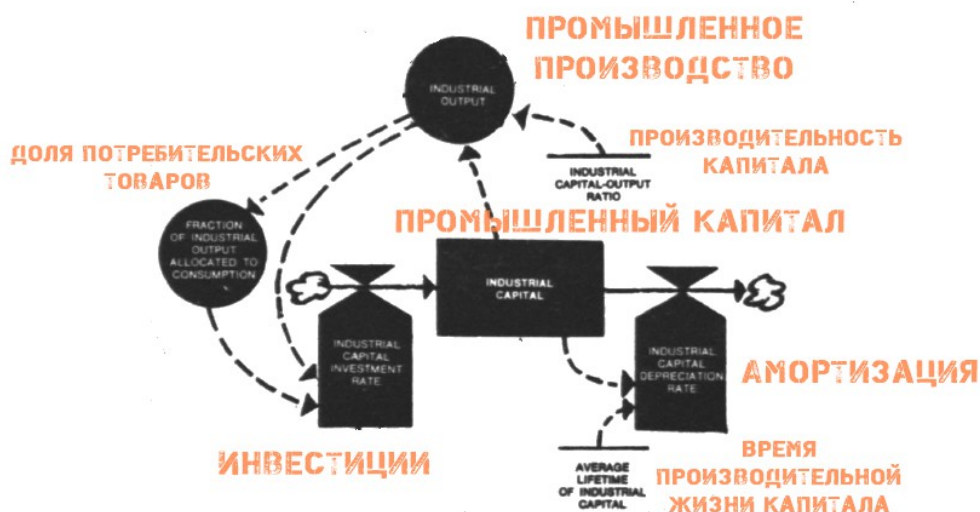 ПРОМЫШЛЕННОЕ
ПРОИЗВОДСТВО
INDUSTRIAL
OUTPUT
ДОЛЯ ПОТРЕБИТЕЛЬСКИХ
ТОВАРОВ
ПРОИЗВОДИТЕЛЬНОСТЬ
КАПИТАЛА
INDUSTRIAL
CAPITAL-OUTPUT
RATIO
ПРОМЫШЛЕННЫЙ КАПИТАЛ
FRACTION
OF INDUSTRIAL
OUTPUT
ALLOCATED TO
CONSUMPTION
INDUSTRIAL
CAPITAL
INDUSTRIAL
CAPITAL
INVESTMENT
RATE
INDUSTRIAL
CAPITAL
DEPRECIATION
RATE
АМОРТИЗАЦИЯ
ИНВЕСТИЦИИ
AVERAGE
LIFETIME
OF INDUSTRIAL
CAPITAL
ВРЕМЯ
ПРОИЗВОДИТЕЛЬНОЙ
ЖИЗНИ КАПИТАЛА